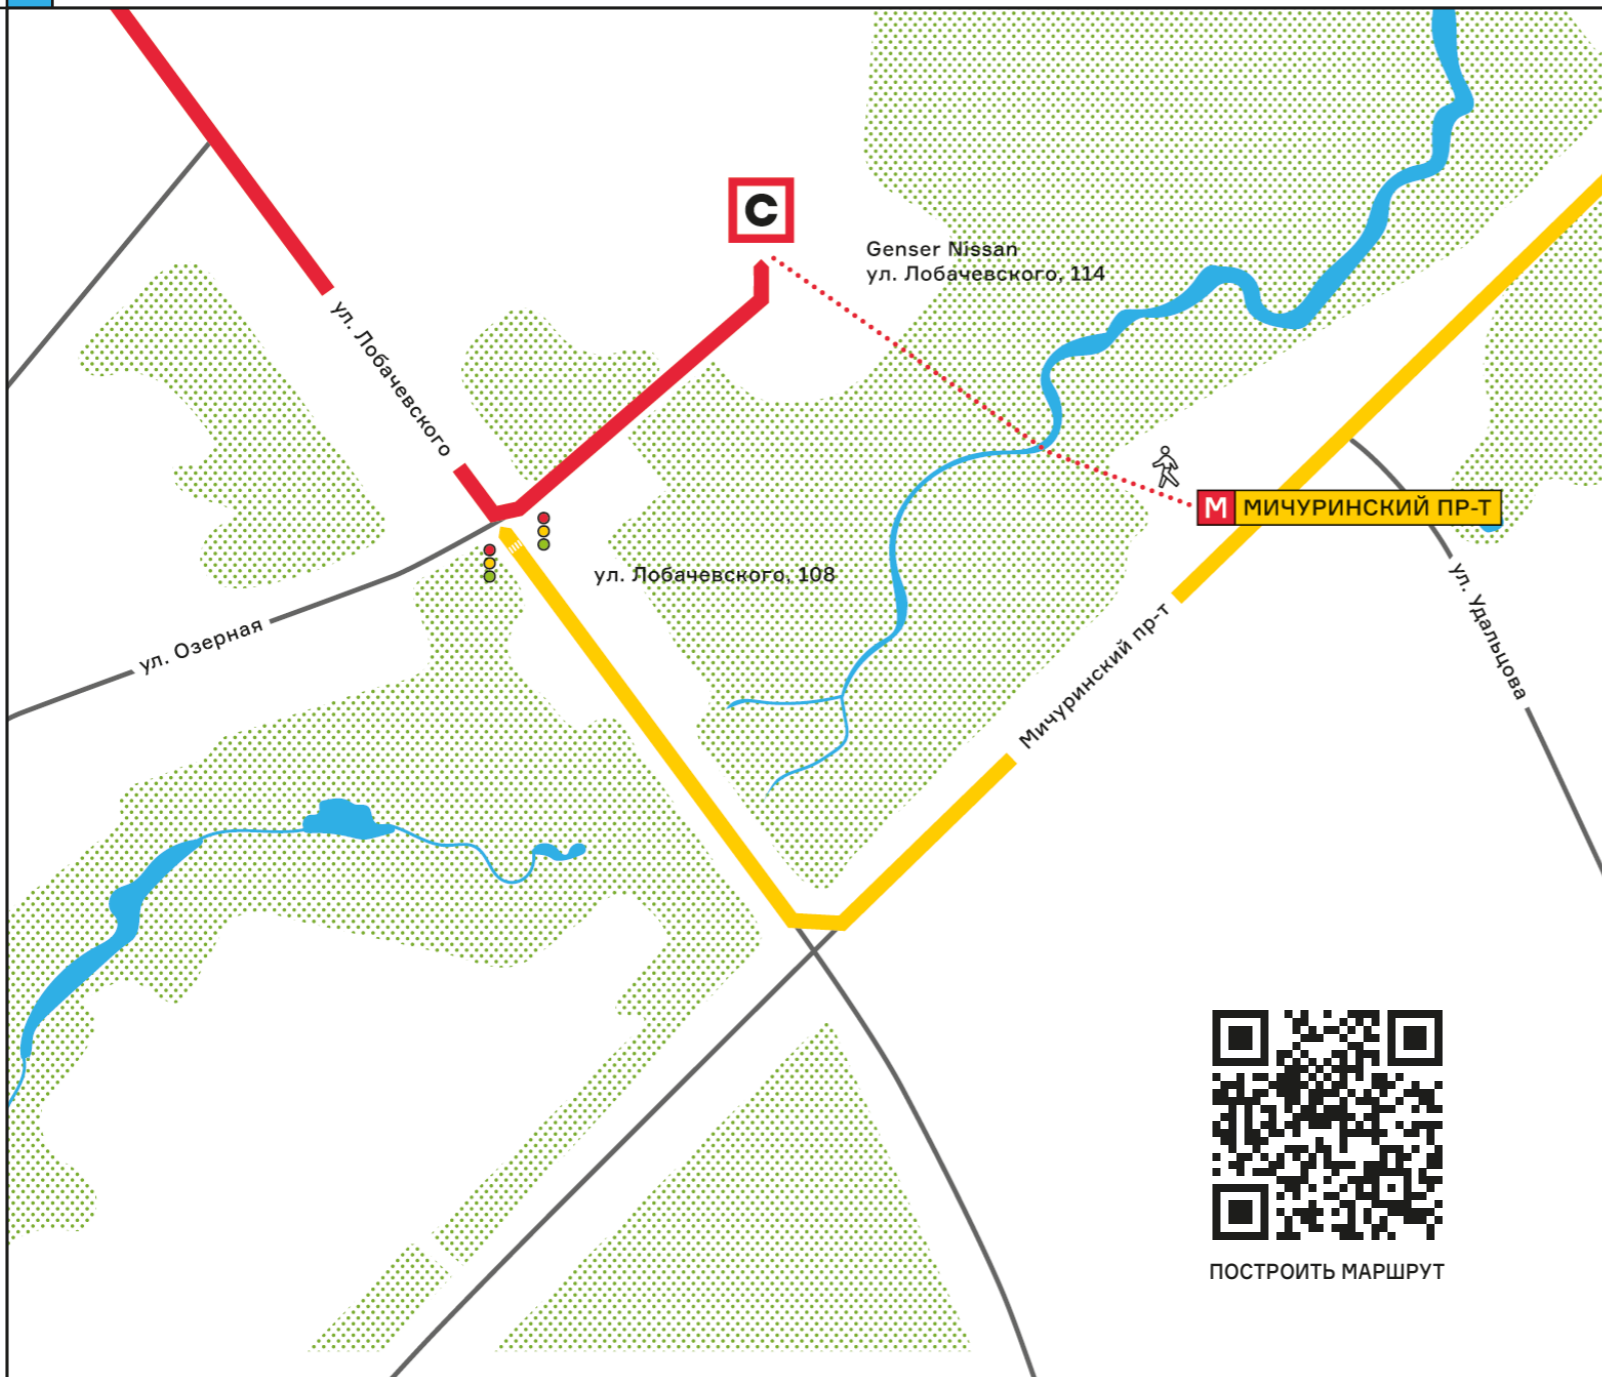 С
Genser Nissan
ул. Лобачевского, 114
ул. Лобачевского
М МИЧУРИНСКИЙ ПР-Т
ул. Лобачевского, 108
ул. Озерная
Мичуринский пр-т
ул. Удальцова
ПОСТРОИТЬ МАРШРУТ